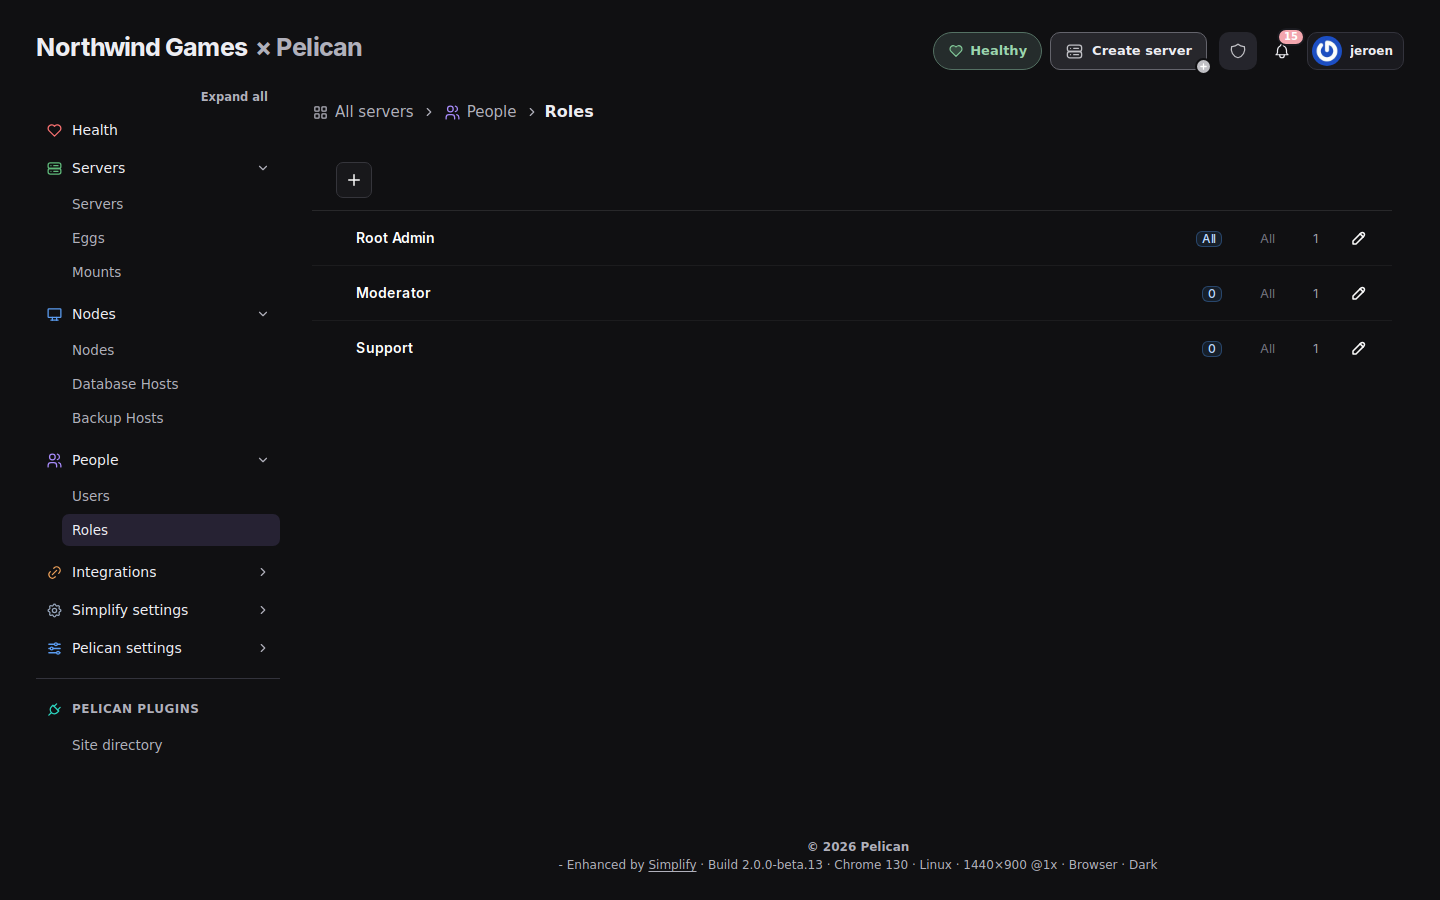 Northwind Games × Pelican
Healthy
Create server
15
jeroen
Expand all
Health
Servers
Servers
Eggs
Mounts
Nodes
Nodes
Database Hosts
Backup Hosts
People
Users
Roles
Integrations
Simplify settings
Pelican settings
PELICAN PLUGINS
Site directory
All servers > People > Roles
Root Admin All All 1
Moderator 0 All 1
Support 0 All 1
© 2026 Pelican
- Enhanced by Simplify · Build 2.0.0-beta.13 · Chrome 130 · Linux · 1440×900 @1x · Browser · Dark